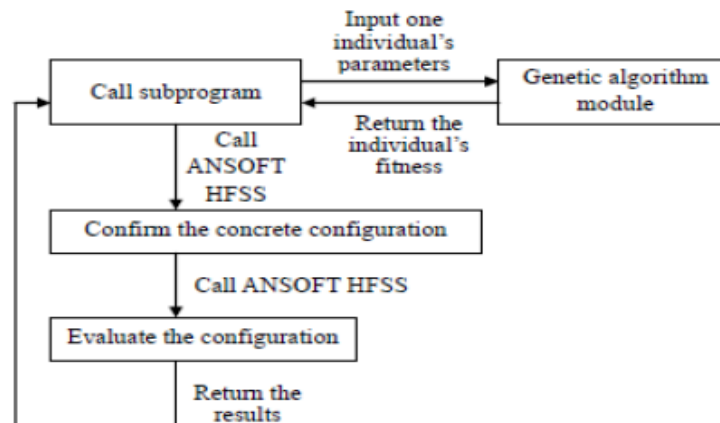 Input one
individual's
parameters
Call subprogram
Genetic algorithm
module
Return the
individual's
fitness
Call
ANSOFT
HFSS
Confirm the concrete configuration
Call ANSOFT HFSS
Evaluate the configuration
Return the
results